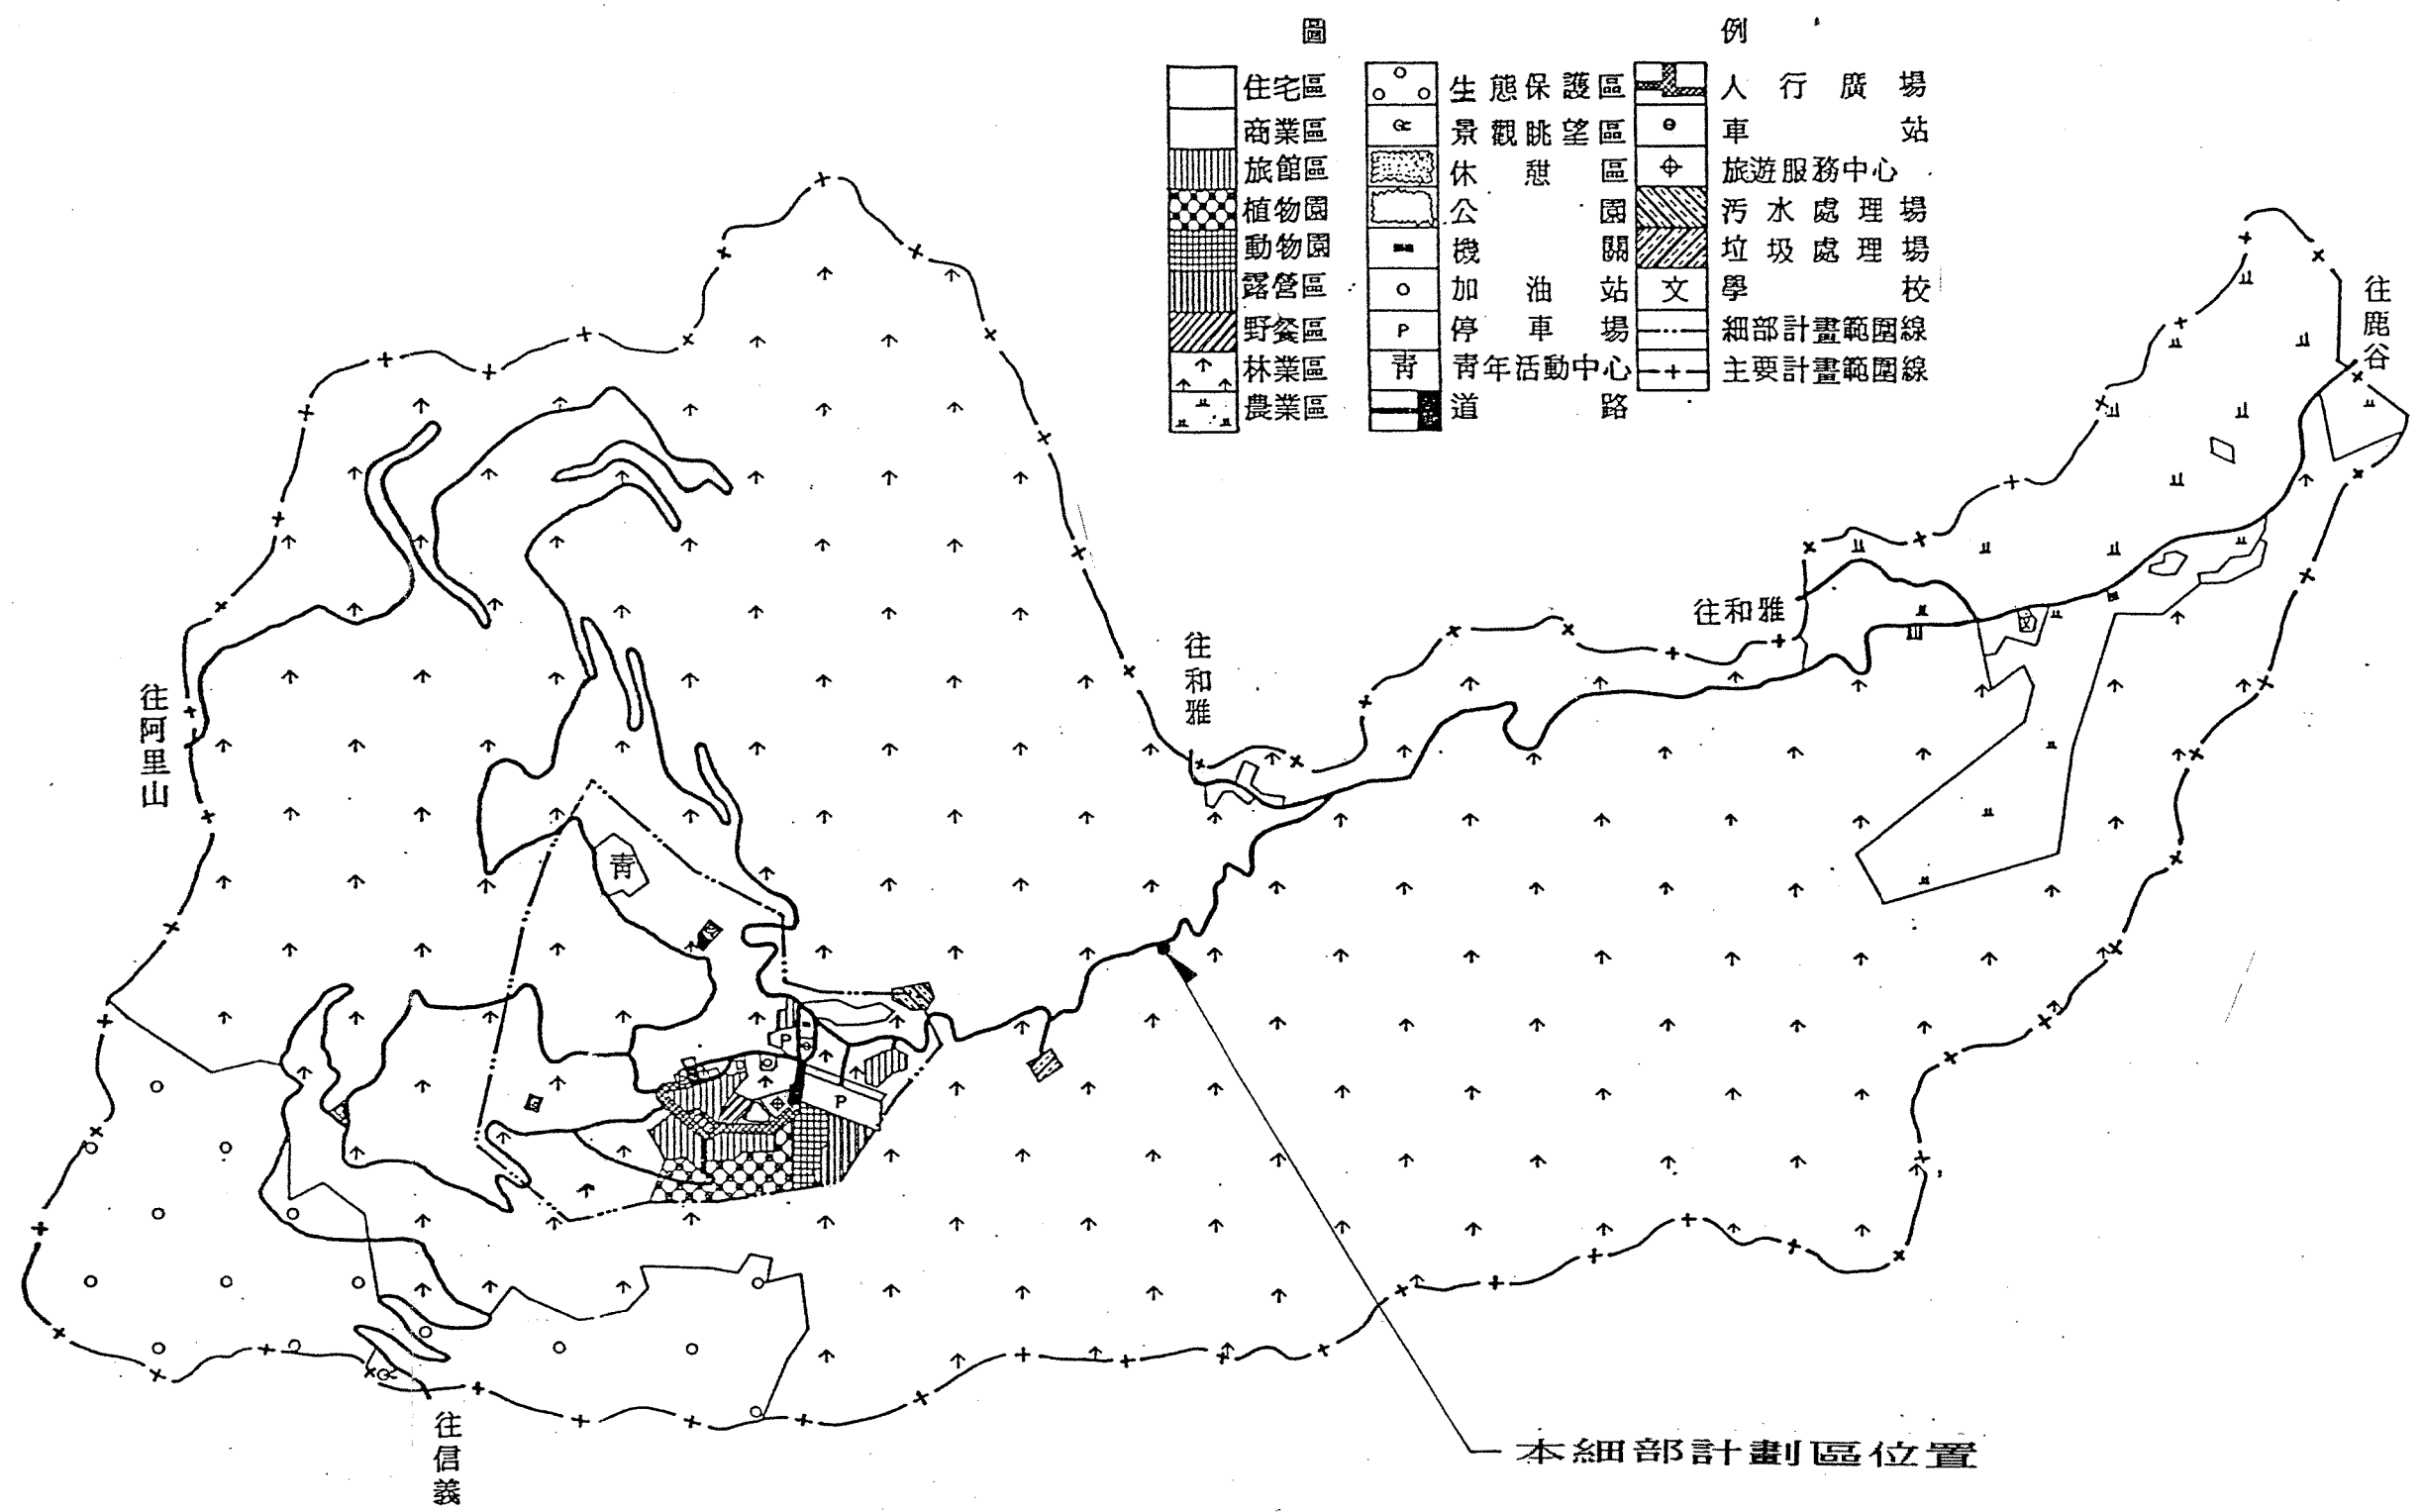 圖例
住宅區
商業區
旅館區
植物園
動物園
露營區
野餐區
林業區
農業區
生態保護區
景觀眺望區
休憩區
公園
機關
加油站
P 停車場
青 青年活動中心
道路
人行廣場
車站
旅遊服務中心
污水處理場
垃圾處理場
文 學校
細部計畫範圍線
主要計畫範圍線
往鹿谷
往和雅
往和雅
往阿里山
青
P
P
往信義
本細部計劃區位置